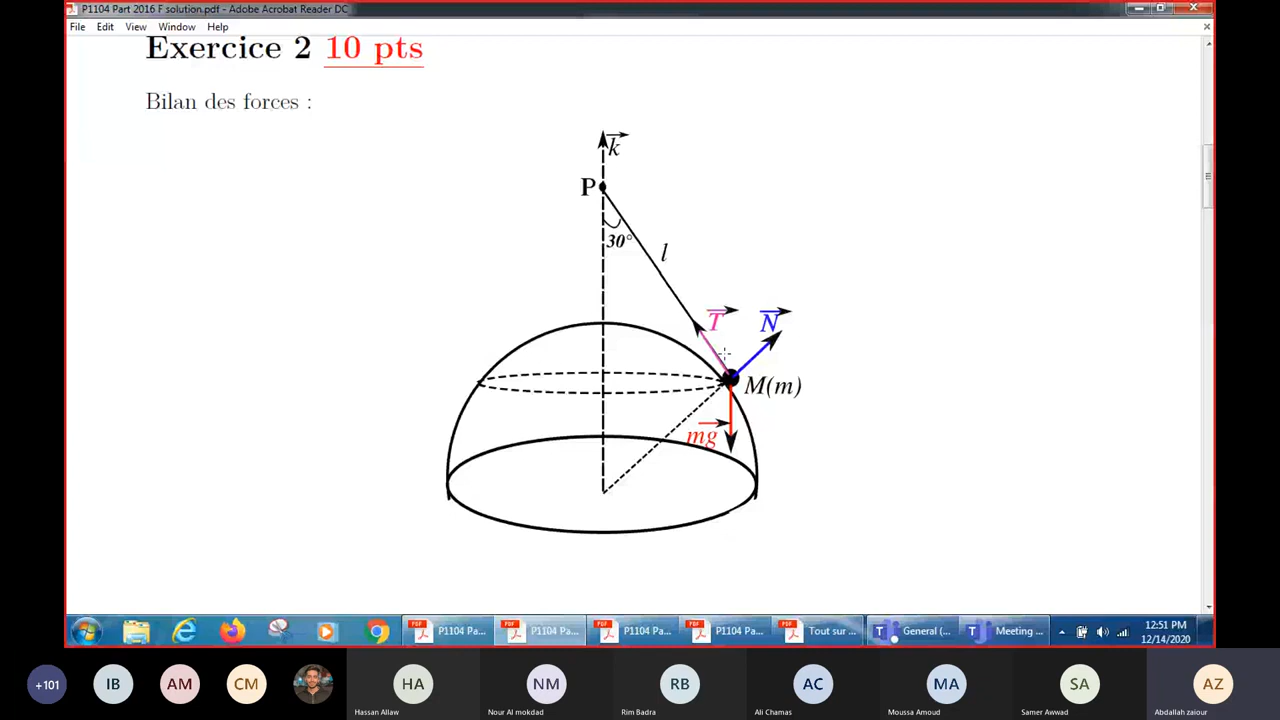 P1104 Part 2016 F solution.pdf - Adobe Acrobat Reader DC
File Edit View Window Help
Exercice 2 10 pts
Bilan des forces :
k
P
30°
l
T
N
M(m)
mg
P1104 Pa... P1104 Pa... P1104 Pa... P1104 Pa... Tout sur ... General (... Meeting ...
12:51 PM
12/14/2020
+101 IB AM CM HA NM RB AC MA SA AZ
Hassan Allaw Nour Al mokdad Rim Badra Ali Chamas Moussa Amoud Samer Awwad Abdallah zaiour